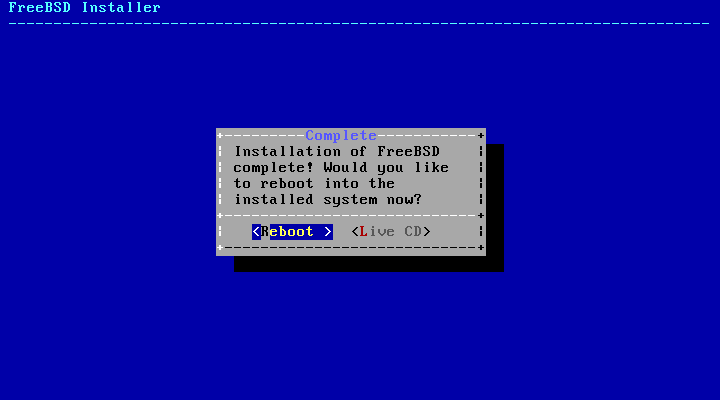 FreeBSD Installer
Complete
Installation of FreeBSD
complete! Would you like
to reboot into the
installed system now?
<Reboot > <Live CD>